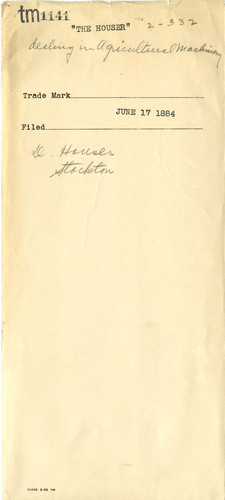 tm1141
"THE HOUSER" 2-332
dealing in Agricultural Machinery
Trade Mark
JUNE 17 1884
Filed
D. Houser
Stockton